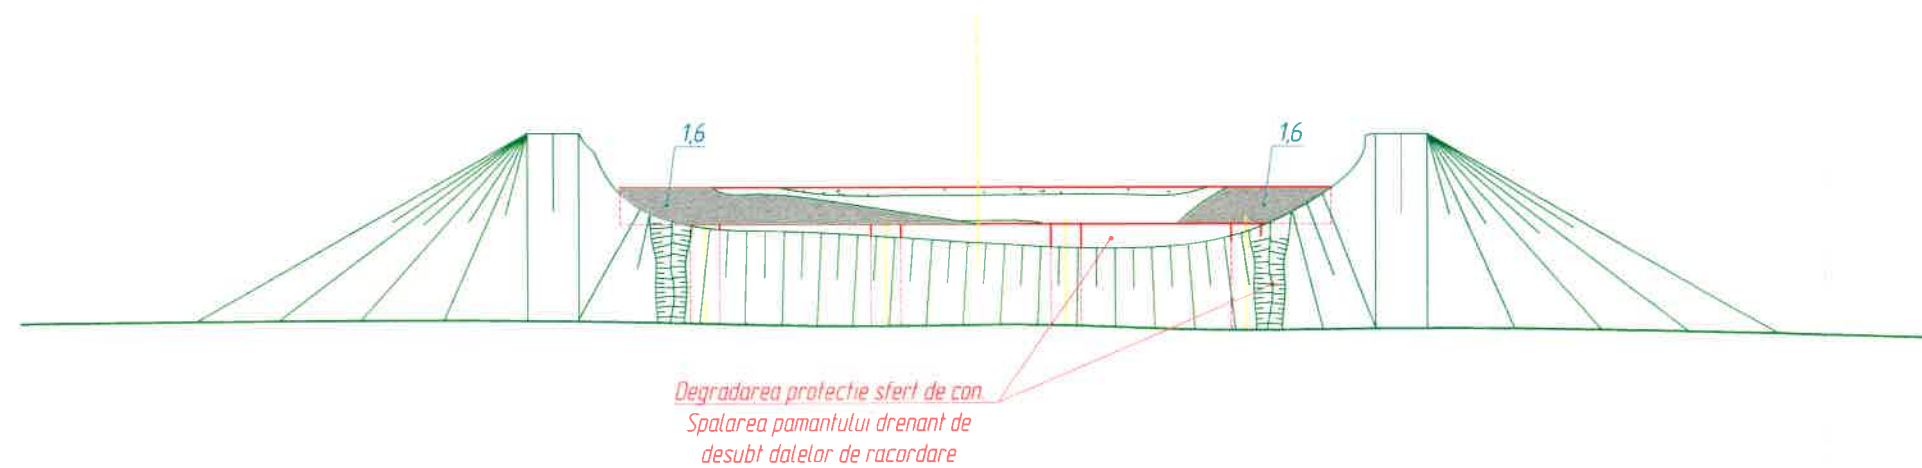 1,6
1,6
Degradarea protectie sfert de con.
Spalarea pamantului drenant de
desubt dalelor de racordare